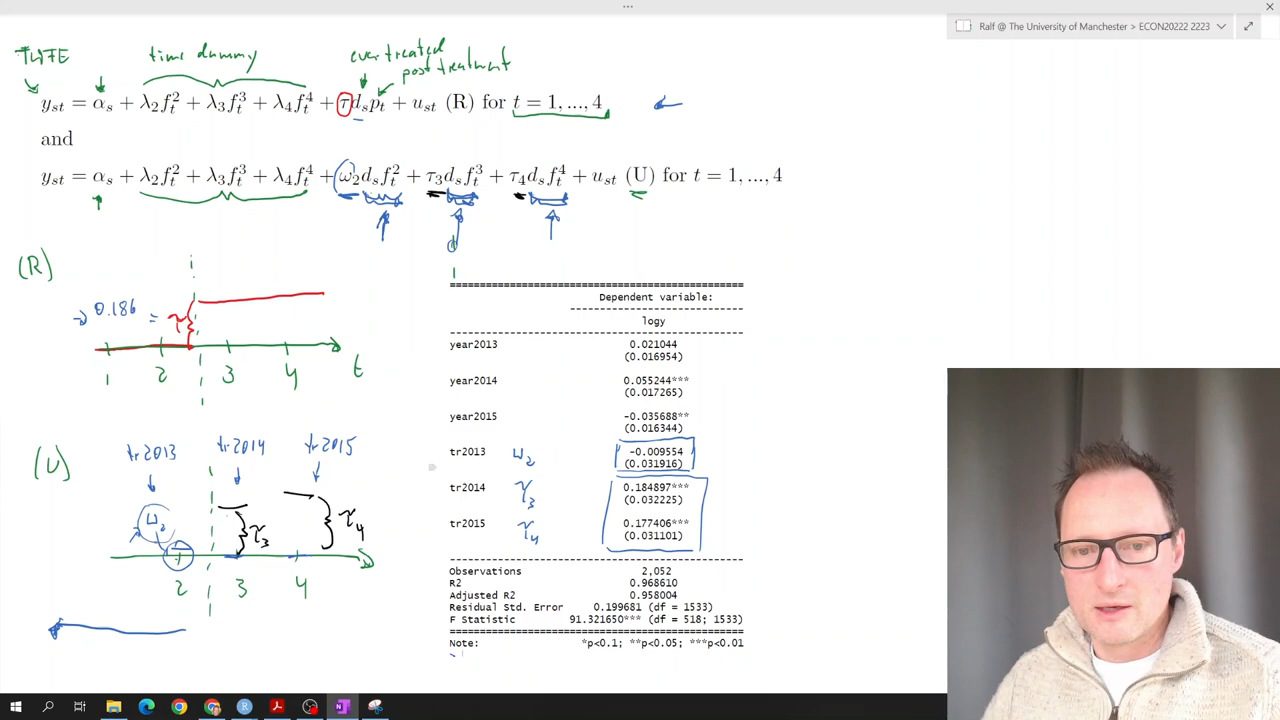 Ralf @ The University of Manchester > ECON20222 2223
TWFE time dummy ever treated
post treatment
y_st = α_s + λ_2 f_t^2 + λ_3 f_t^3 + λ_4 f_t^4 + τ d_s p_t + u_st (R) for t = 1, ..., 4
and
y_st = α_s + λ_2 f_t^2 + λ_3 f_t^3 + λ_4 f_t^4 + ω_2 d_s f_t^2 + τ_3 d_s f_t^3 + τ_4 d_s f_t^4 + u_st (U) for t = 1, ..., 4
(R)
→ 0.186 = τ
1 2 3 4 t
(U)
tr2013 tr2014 tr2015
ω_2 τ_3 τ_4
2 3 4
Dependent variable:
logy
year2013 0.021044
(0.016954)
year2014 0.055244***
(0.017265)
year2015 -0.035688**
(0.016344)
tr2013 ω_2 -0.009554
(0.031916)
tr2014 τ_3 0.184897***
(0.032225)
tr2015 τ_4 0.177406***
(0.031101)
Observations 2,052
R2 0.968610
Adjusted R2 0.958004
Residual Std. Error 0.199681 (df = 1533)
F Statistic 91.321650*** (df = 518; 1533)
Note: *p<0.1; **p<0.05; ***p<0.01
>